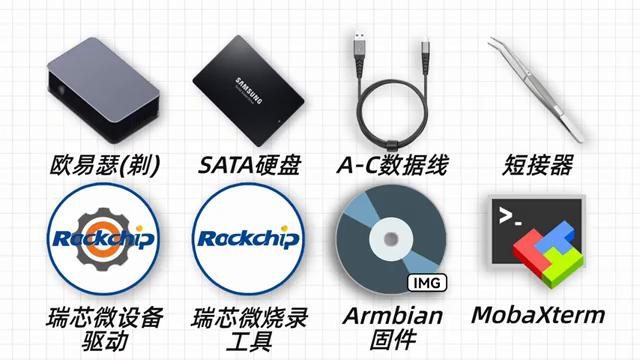 SAMSUNG
欧易瑟(剃)
SATA硬盘
A-C数据线
短接器
Rockchip
Rockchip
IMG
>_
瑞芯微设备
驱动
瑞芯微烧录
工具
Armbian
固件
MobaXterm